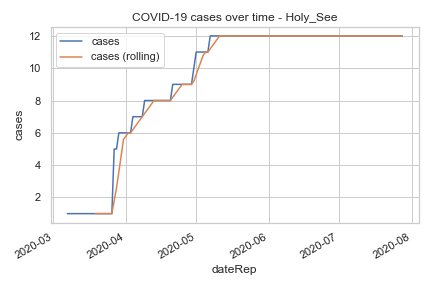 COVID-19 cases over time - Holy_See
cases
cases (rolling)
12
10
8
6
4
2
cases
2020-03
2020-04
2020-05
2020-06
2020-07
2020-08
dateRep